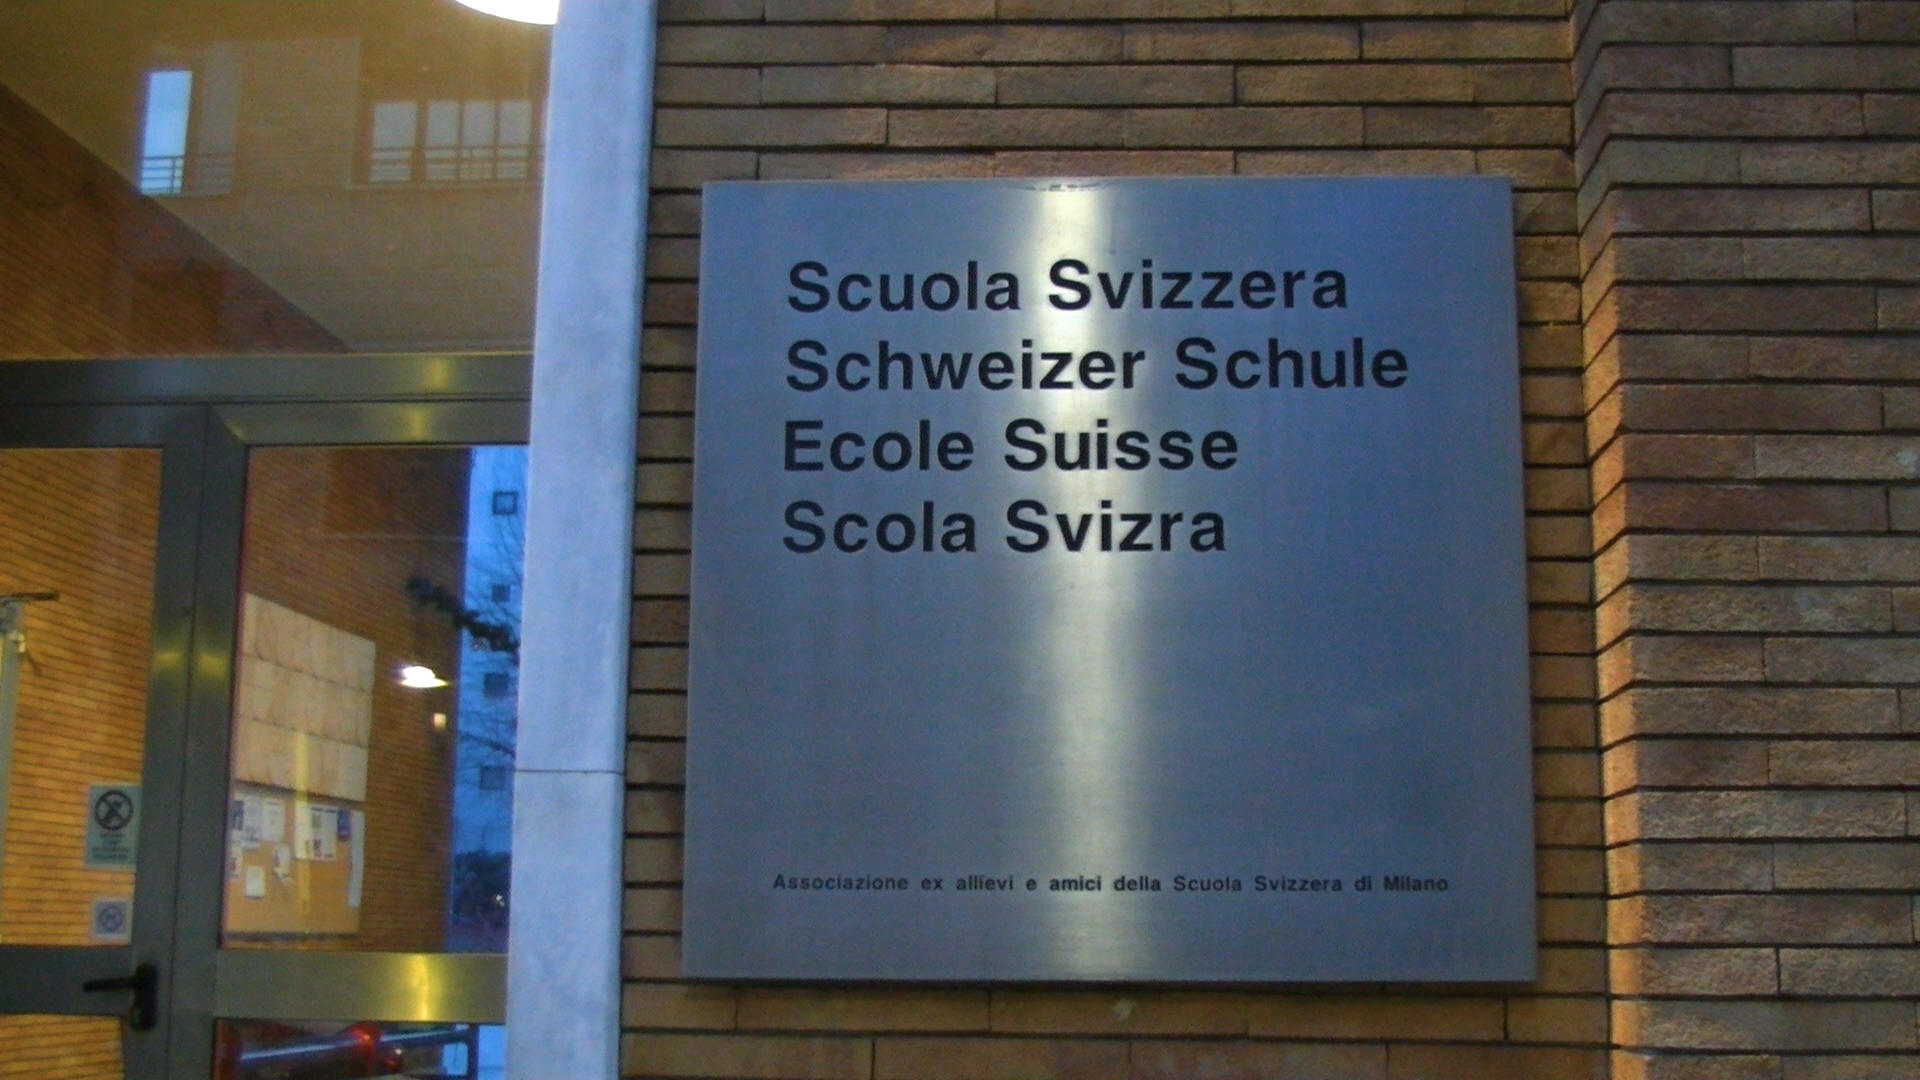 Scuola Svizzera
Schweizer Schule
Ecole Suisse
Scola Svizra
Associazione ex allievi e amici della Scuola Svizzera di Milano